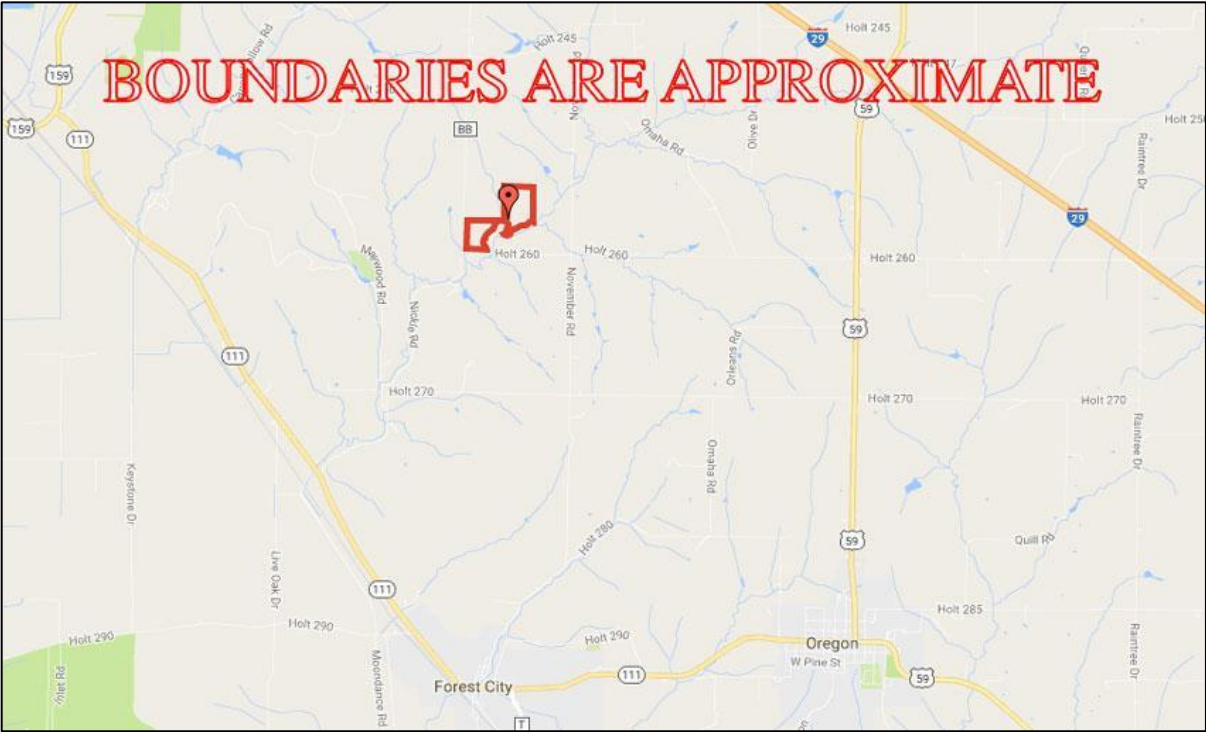 Holt 245
29
Holt 245
159
BOUNDARIES ARE APPROXIMATE
59
159
111
BB
Omaha Rd
Olive Dr
Raintree Dr
29
Holt 260
Holt 260
Holt 260
Holt 260
Nickle Rd
November Rd
59
Orleans Rd
111
Holt 270
Holt 270
Holt 270
Raintree Dr
Omaha Rd
Keystone Dr
Holt 280
59
Quill Rd
Live Oak Dr
111
Holt 285
Holt 290
Holt 290
Holt 290
Oregon
W Pine St
Raintree Dr
Moondance Rd
Forest City
111
59
T